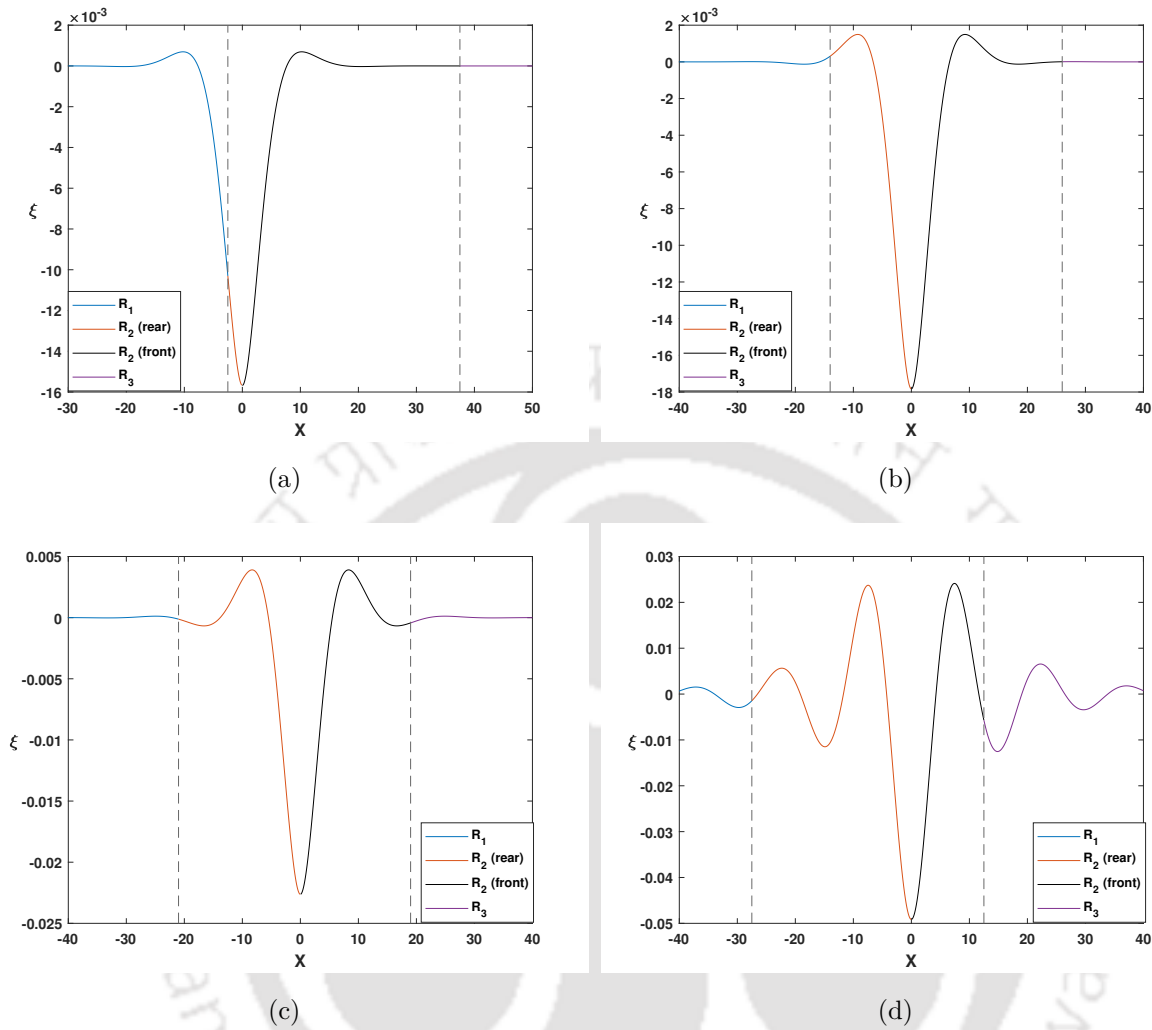 ×10⁻³
2
0
-2
-4
-6
ξ
-8
-10
-12
-14
-16
-30 -20 -10 0 10 20 30 40 50
X
R₁
R₂ (rear)
R₂ (front)
R₃
(a)
×10⁻³
2
0
-2
-4
-6
ξ
-8
-10
-12
-14
-16
-18
-40 -30 -20 -10 0 10 20 30 40
X
R₁
R₂ (rear)
R₂ (front)
R₃
(b)
0.005
0
-0.005
ξ
-0.01
-0.015
-0.02
-0.025
-40 -30 -20 -10 0 10 20 30 40
X
R₁
R₂ (rear)
R₂ (front)
R₃
(c)
0.03
0.02
0.01
0
ξ
-0.01
-0.02
-0.03
-0.04
-0.05
-40 -30 -20 -10 0 10 20 30 40
X
R₁
R₂ (rear)
R₂ (front)
R₃
(d)